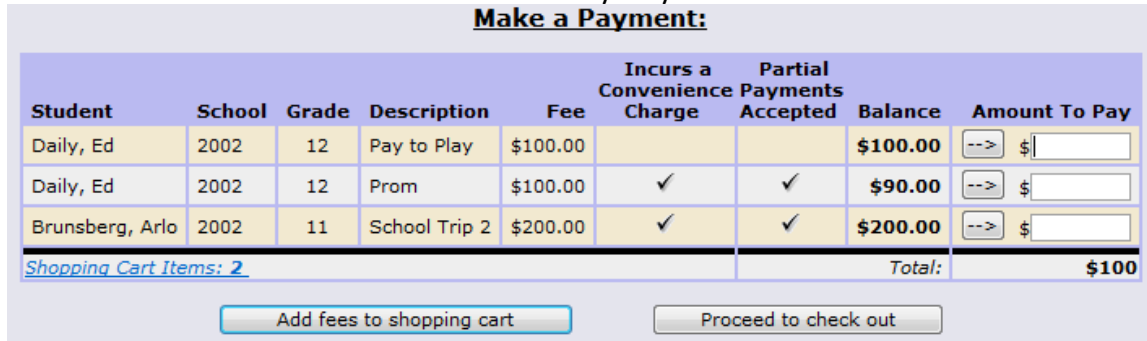 Make a Payment:
Incurs a Partial
Convenience Payments
Student School Grade Description Fee Charge Accepted Balance Amount To Pay
Daily, Ed 2002 12 Pay to Play $100.00 $100.00 --> $
Daily, Ed 2002 12 Prom $100.00 ✓ ✓ $90.00 --> $
Brunsberg, Arlo 2002 11 School Trip 2 $200.00 ✓ ✓ $200.00 --> $
Shopping Cart Items: 2 Total: $100
Add fees to shopping cart Proceed to check out